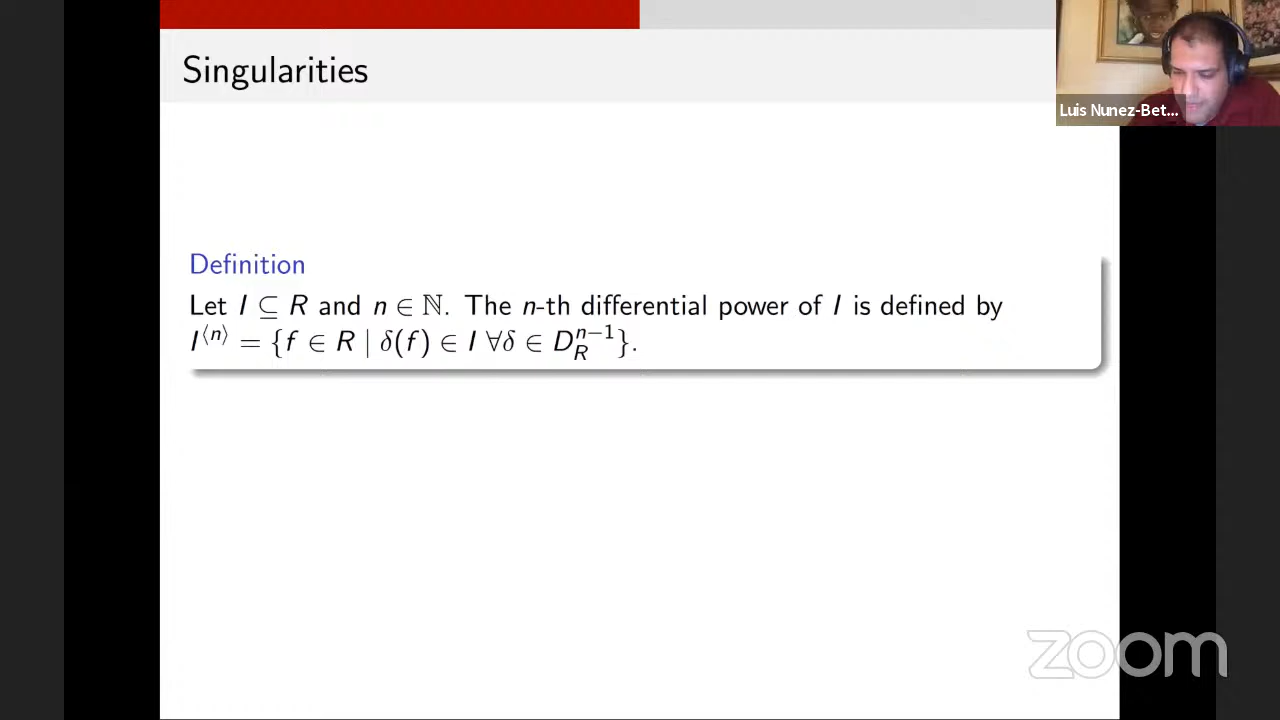 Singularities
Luis Nunez-Bet...
Definition
Let I ⊆ R and n ∈ ℕ. The n-th differential power of I is defined by
I⟨n⟩ = {f ∈ R | δ(f) ∈ I ∀δ ∈ D_R^{n−1}}.
zoom